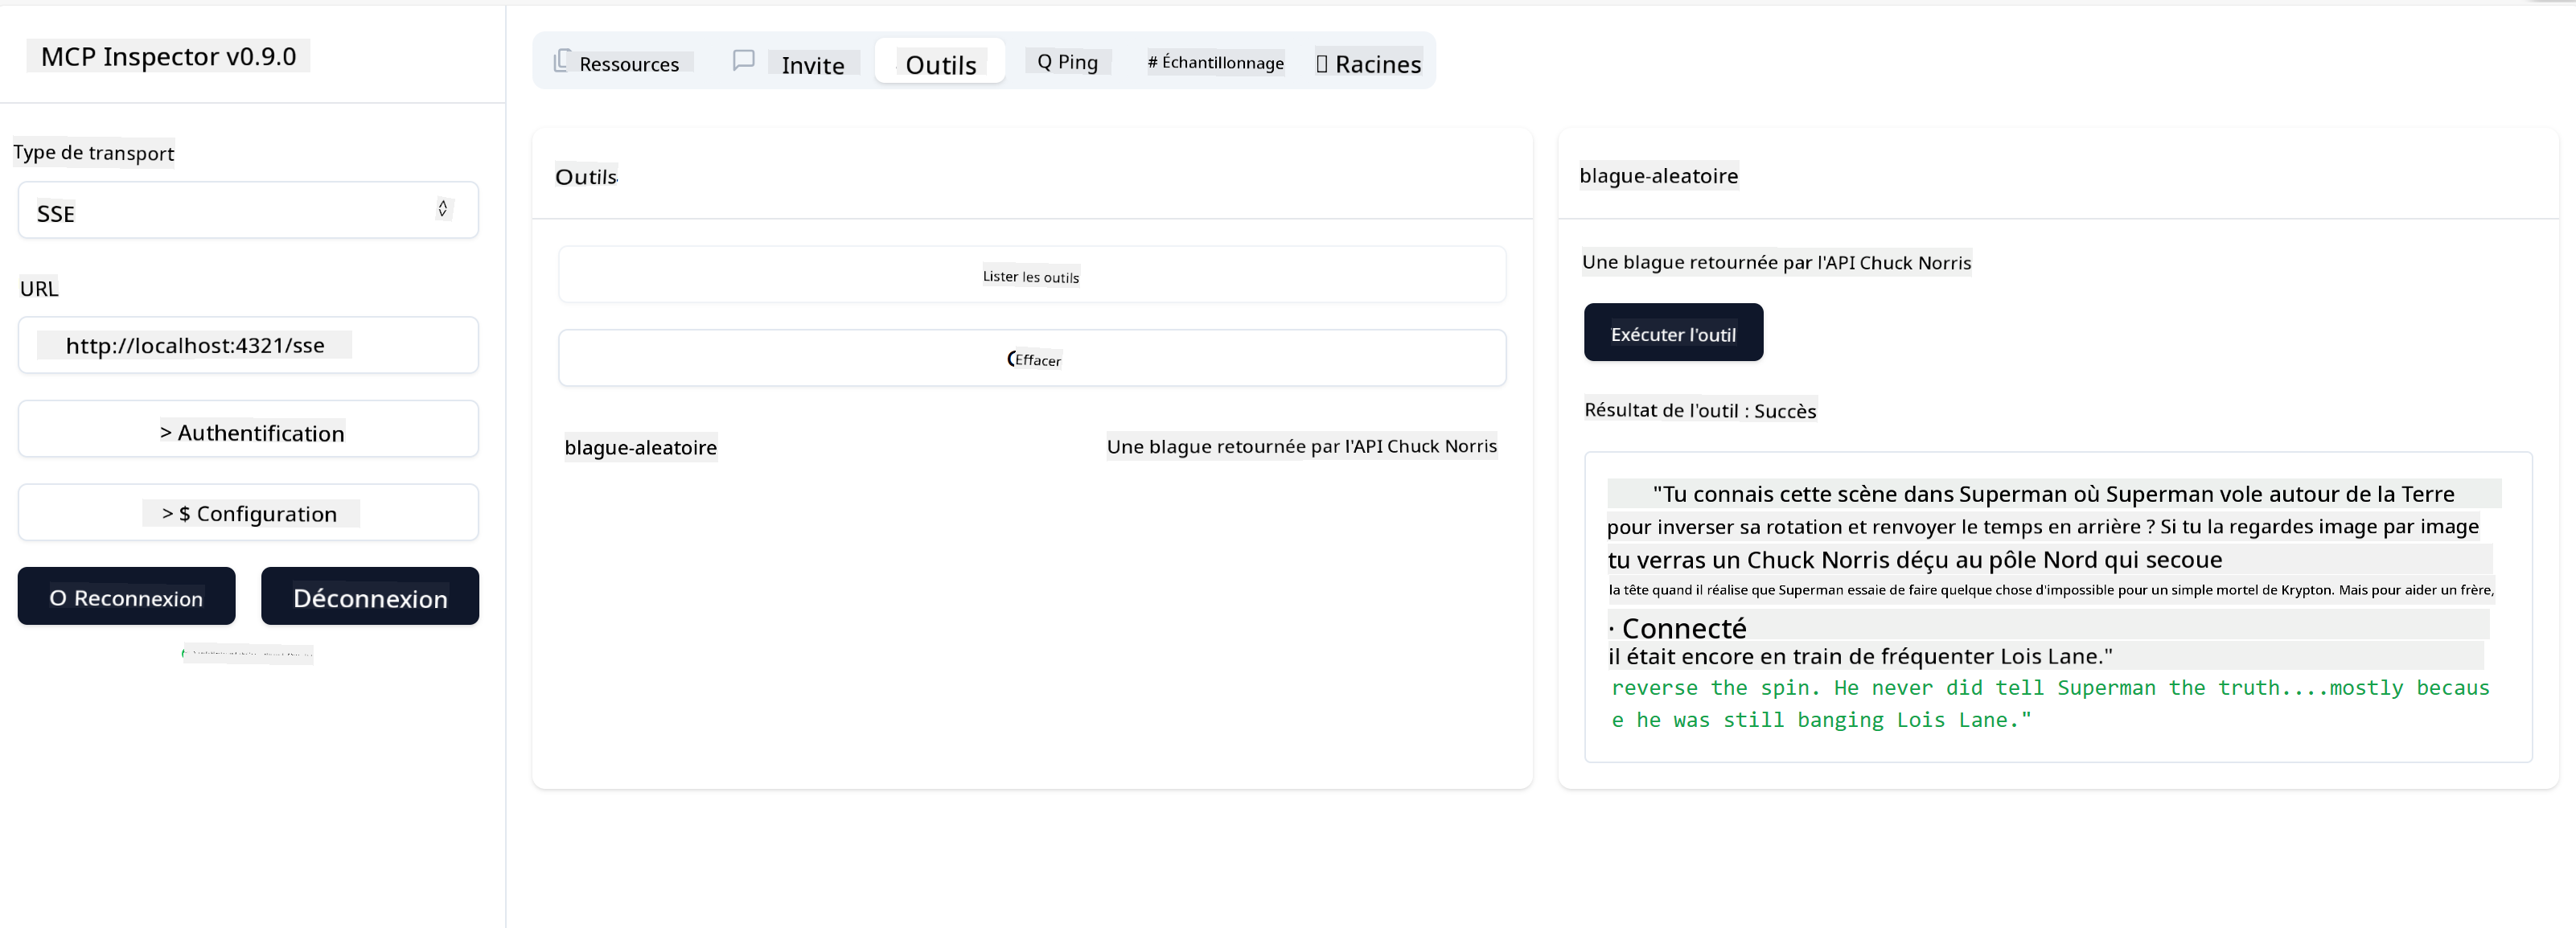 MCP Inspector v0.9.0
Type de transport
SSE
URL
http://localhost:4321/sse
> Authentification
> $ Configuration
O Reconnexion
Déconnexion
Ressources
Invite
Outils
Q Ping
# Échantillonnage
Racines
Outils
Lister les outils
Effacer
blague-aleatoire
Une blague retournée par l'API Chuck Norris
blague-aleatoire
Une blague retournée par l'API Chuck Norris
Exécuter l'outil
Résultat de l'outil : Succès
"Tu connais cette scène dans Superman où Superman vole autour de la Terre
pour inverser sa rotation et renvoyer le temps en arrière ? Si tu la regardes image par image
tu verras un Chuck Norris déçu au pôle Nord qui secoue
la tête quand il réalise que Superman essaie de faire quelque chose d'impossible pour un simple mortel de Krypton. Mais pour aider un frère,
· Connecté
il était encore en train de fréquenter Lois Lane."
reverse the spin. He never did tell Superman the truth....mostly becaus
e he was still banging Lois Lane."